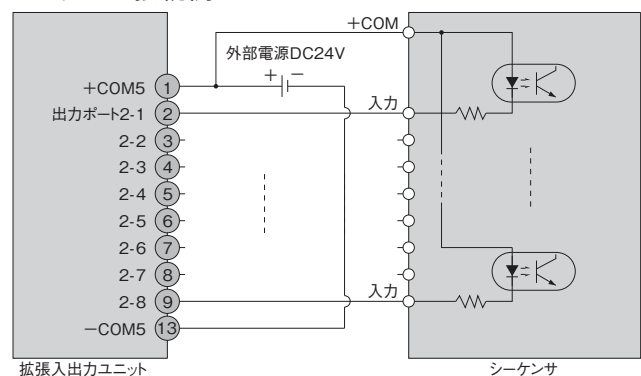 +COM
外部電源DC24V
+ −
+COM5 1
出力ポート2-1 2 入力
2-2 3
2-3 4
2-4 5
2-5 6
2-6 7
2-7 8
2-8 9 入力
−COM5 13
拡張入出力ユニット シーケンサ